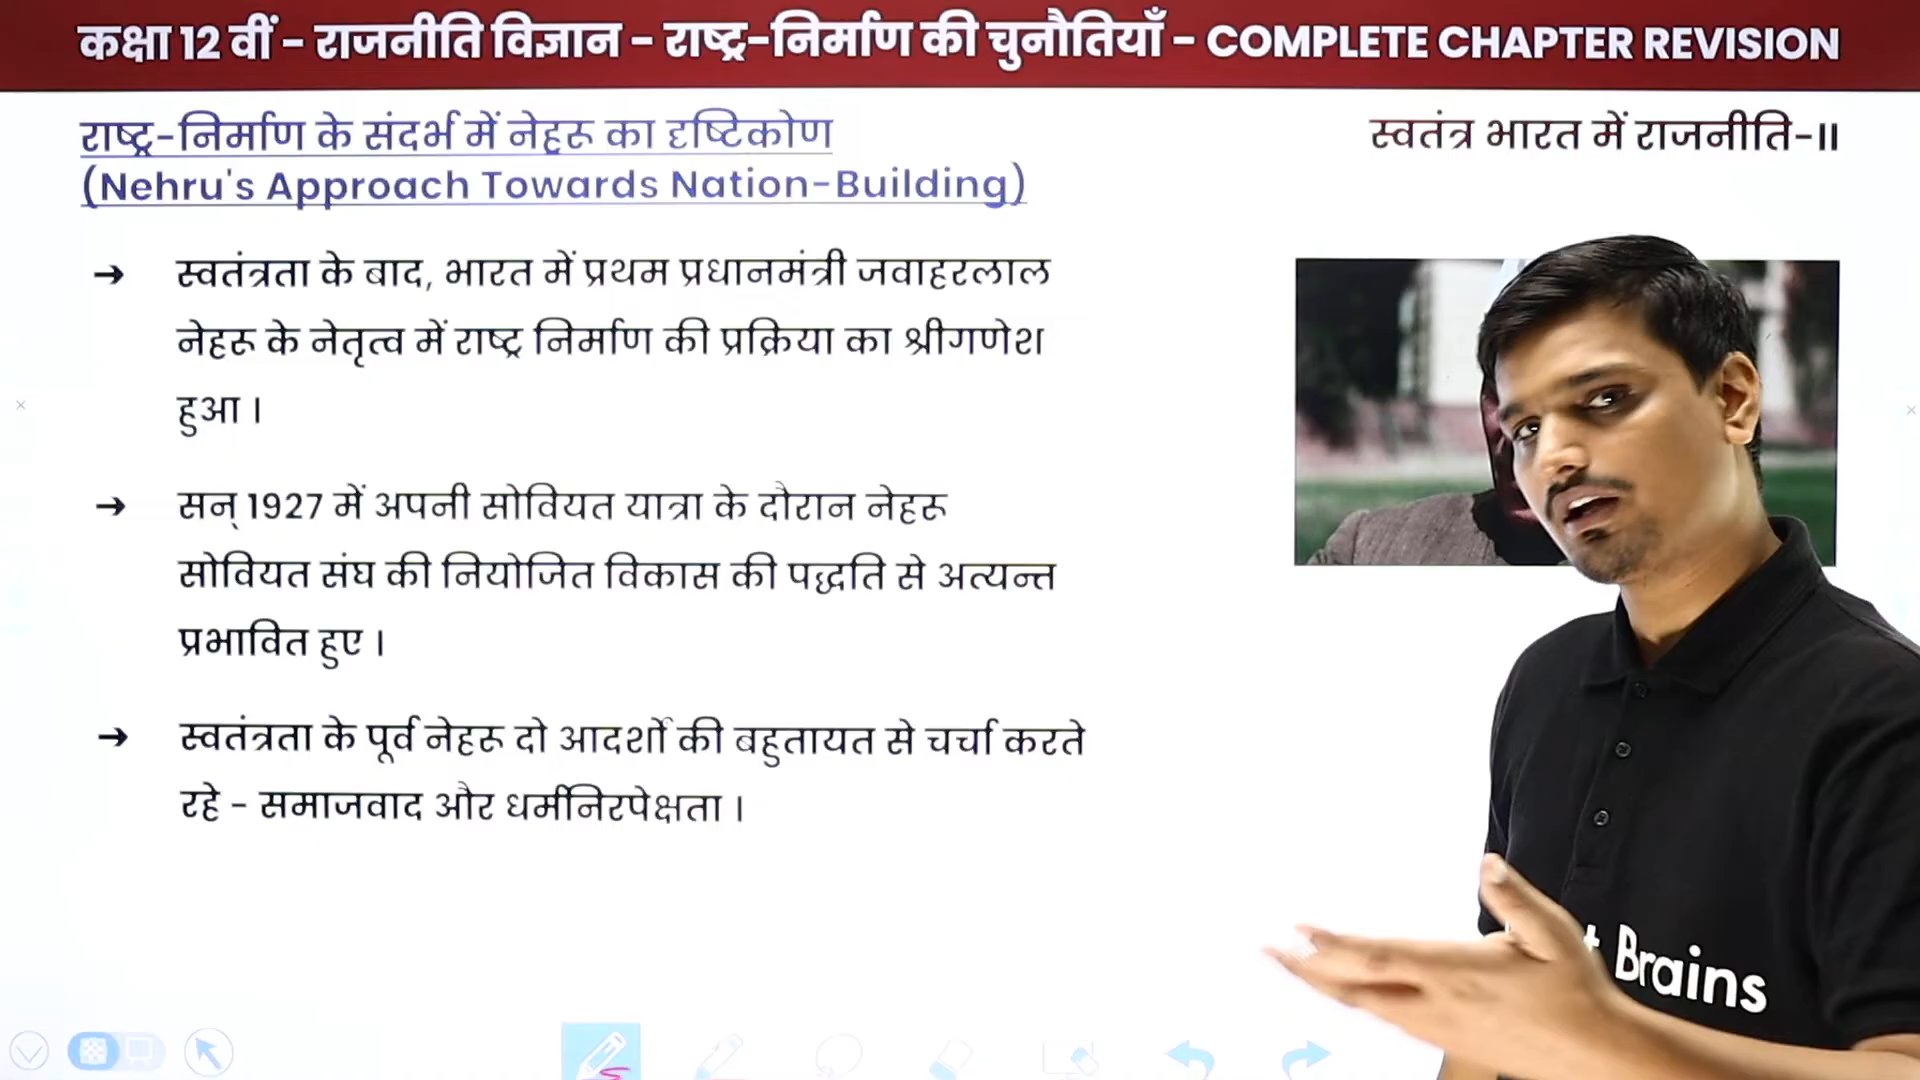 कक्षा 12 वीं - राजनीति विज्ञान - राष्ट्र-निर्माण की चुनौतियाँ - COMPLETE CHAPTER REVISION
राष्ट्र-निर्माण के संदर्भ में नेहरू का दृष्टिकोण
(Nehru's Approach Towards Nation-Building)
स्वतंत्र भारत में राजनीति-II
→ स्वतंत्रता के बाद, भारत में प्रथम प्रधानमंत्री जवाहरलाल
नेहरू के नेतृत्व में राष्ट्र निर्माण की प्रक्रिया का श्रीगणेश
हुआ ।
→ सन् 1927 में अपनी सोवियत यात्रा के दौरान नेहरू
सोवियत संघ की नियोजित विकास की पद्धति से अत्यन्त
प्रभावित हुए ।
→ स्वतंत्रता के पूर्व नेहरू दो आदर्शों की बहुतायत से चर्चा करते
रहे - समाजवाद और धर्मनिरपेक्षता ।
Brains